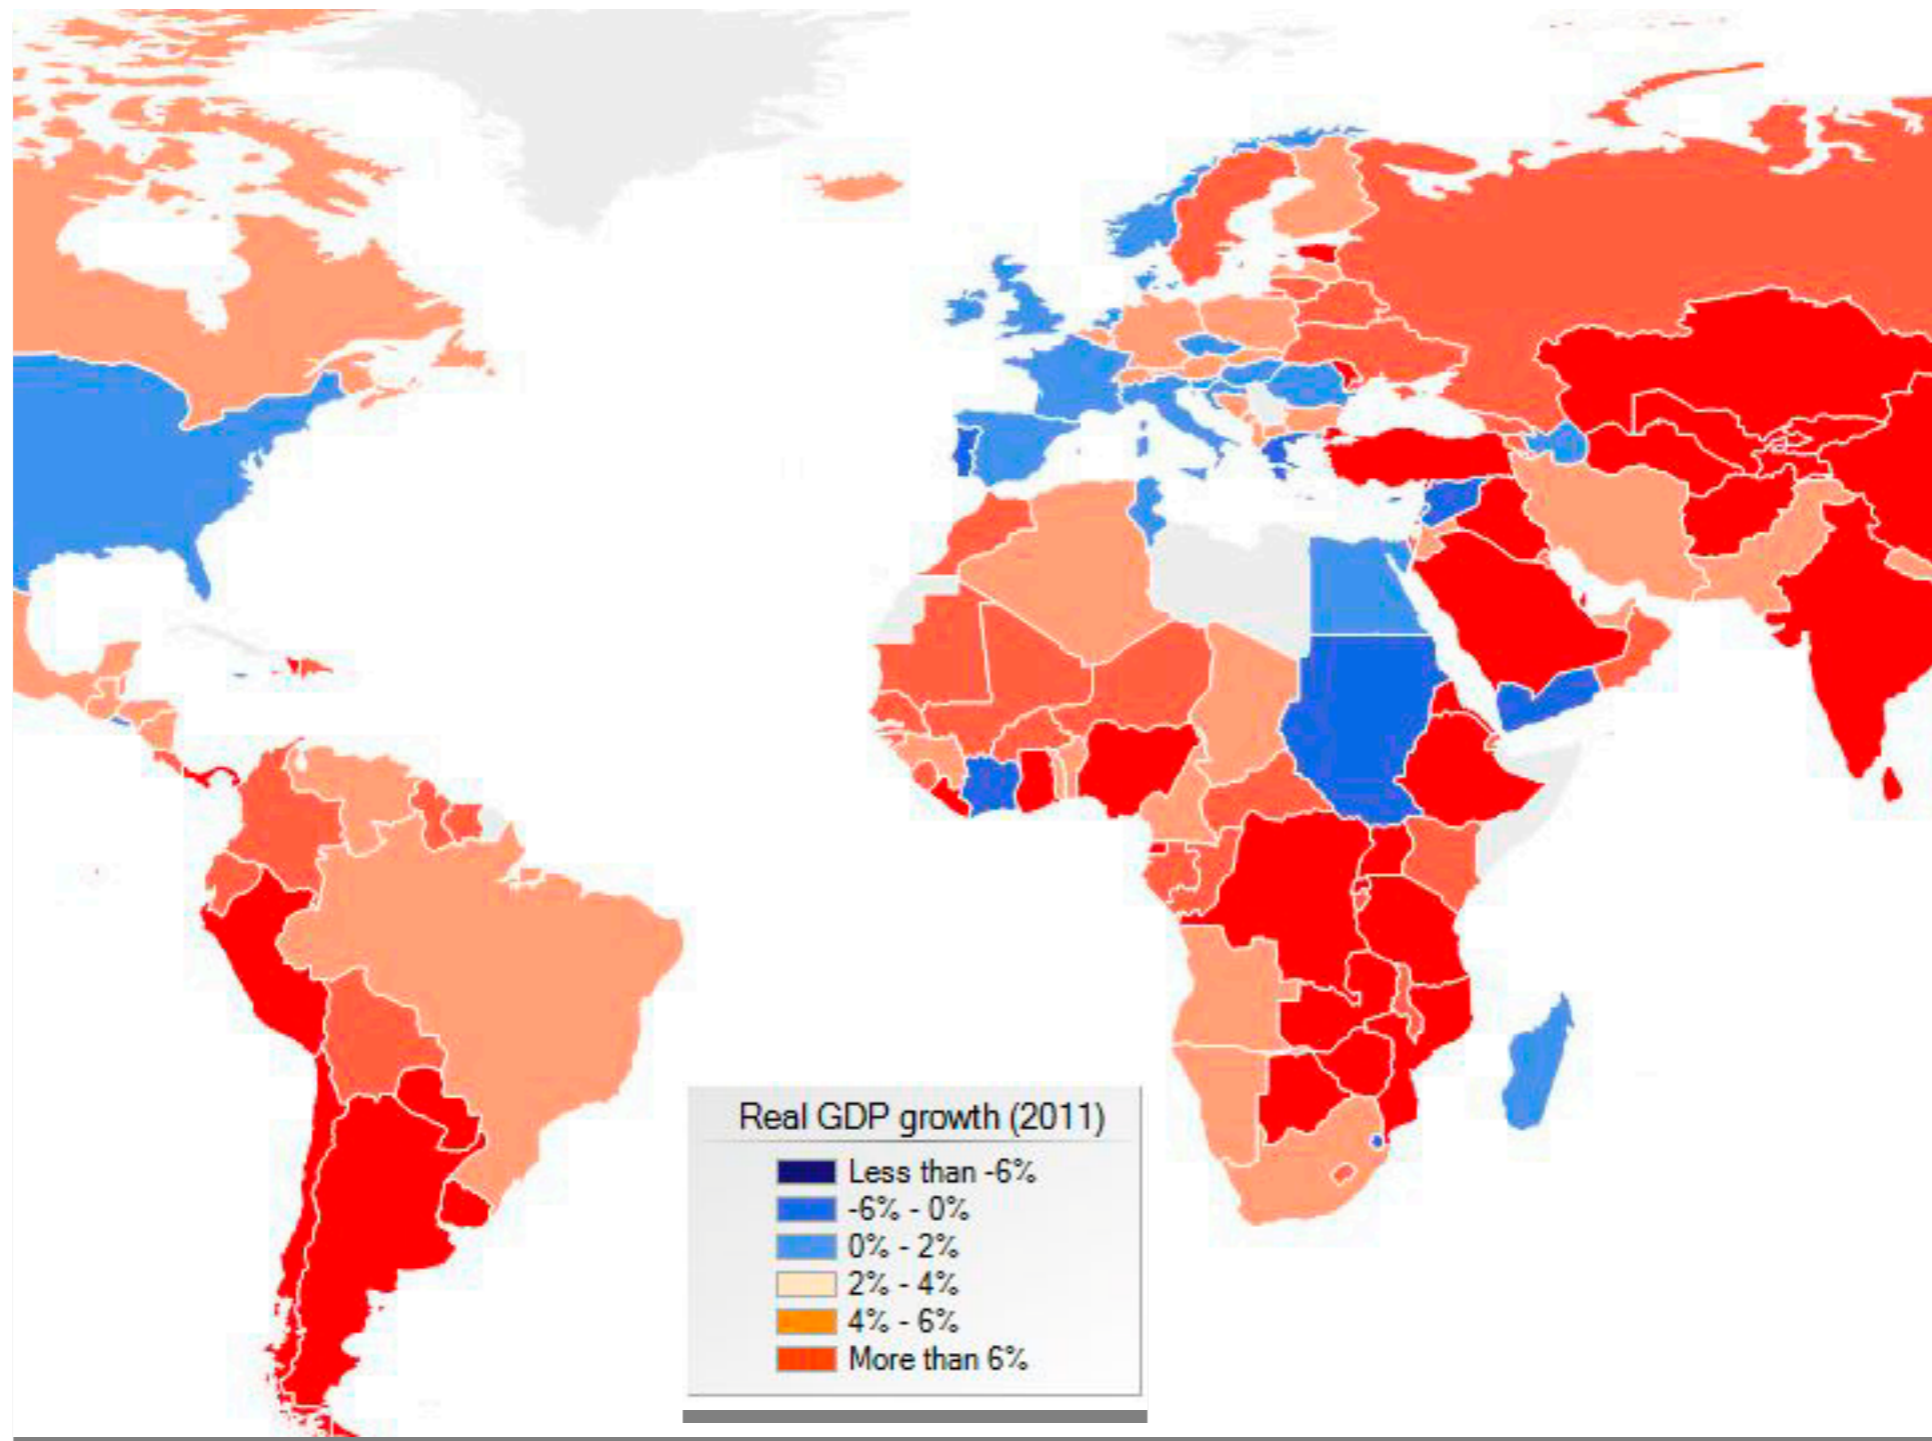 Real GDP growth (2011)
Less than -6%
-6% - 0%
0% - 2%
2% - 4%
4% - 6%
More than 6%